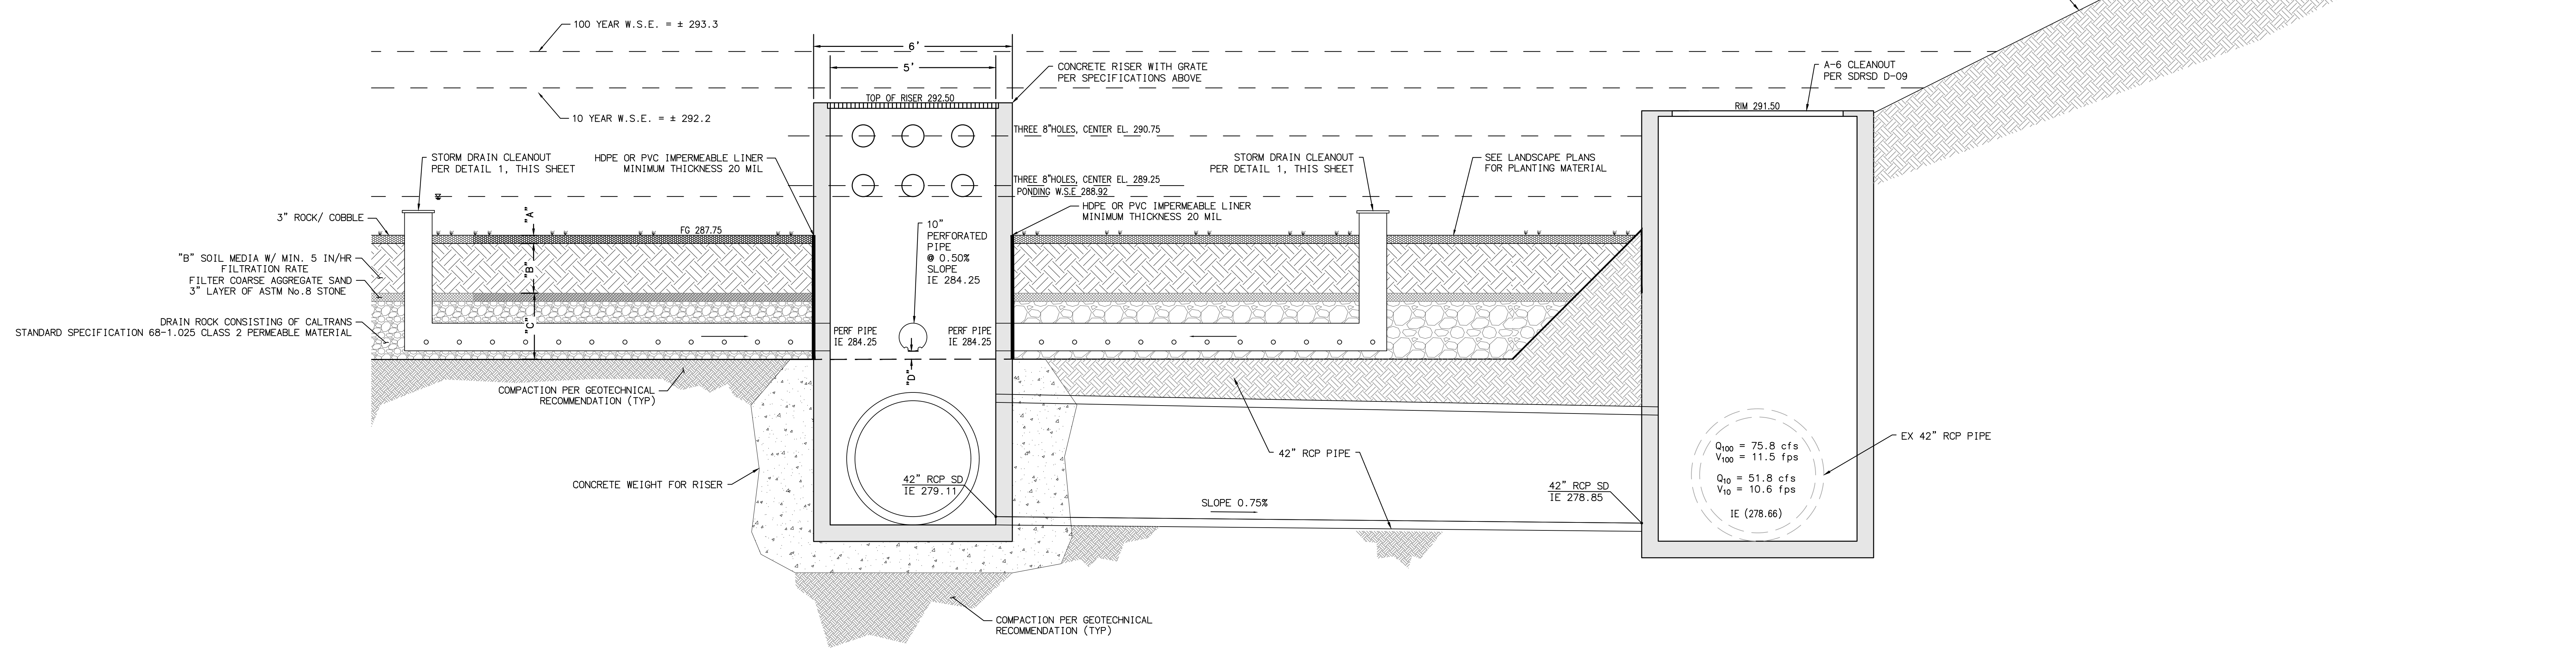 100 YEAR W.S.E. = ± 293.3
6'
5'
CONCRETE RISER WITH GRATE
PER SPECIFICATIONS ABOVE
A-6 CLEANOUT
PER SDRSD D-09
TOP OF RISER 292.50
RIM 291.50
10 YEAR W.S.E. = ± 292.2
THREE 8"HOLES, CENTER EL. 290.75
STORM DRAIN CLEANOUT
PER DETAIL 1, THIS SHEET
HDPE OR PVC IMPERMEABLE LINER
MINIMUM THICKNESS 20 MIL
STORM DRAIN CLEANOUT
PER DETAIL 1, THIS SHEET
SEE LANDSCAPE PLANS
FOR PLANTING MATERIAL
THREE 8"HOLES, CENTER EL. 289.25
PONDING W.S.E 288.92
HDPE OR PVC IMPERMEABLE LINER
MINIMUM THICKNESS 20 MIL
3" ROCK/ COBBLE
"A"
FG 287.75
10"
PERFORATED
PIPE
@ 0.50%
SLOPE
IE 284.25
"B" SOIL MEDIA W/ MIN. 5 IN/HR
FILTRATION RATE
FILTER COARSE AGGREGATE SAND
3" LAYER OF ASTM No.8 STONE
"B"
DRAIN ROCK CONSISTING OF CALTRANS
STANDARD SPECIFICATION 68-1.025 CLASS 2 PERMEABLE MATERIAL
"C"
PERF PIPE
IE 284.25
PERF PIPE
IE 284.25
"D"
COMPACTION PER GEOTECHNICAL
RECOMMENDATION (TYP)
42" RCP PIPE
EX 42" RCP PIPE
Q100 = 75.8 cfs
V100 = 11.5 fps
Q10 = 51.8 cfs
V10 = 10.6 fps
IE (278.66)
CONCRETE WEIGHT FOR RISER
42" RCP SD
IE 279.11
SLOPE 0.75%
42" RCP SD
IE 278.85
COMPACTION PER GEOTECHNICAL
RECOMMENDATION (TYP)